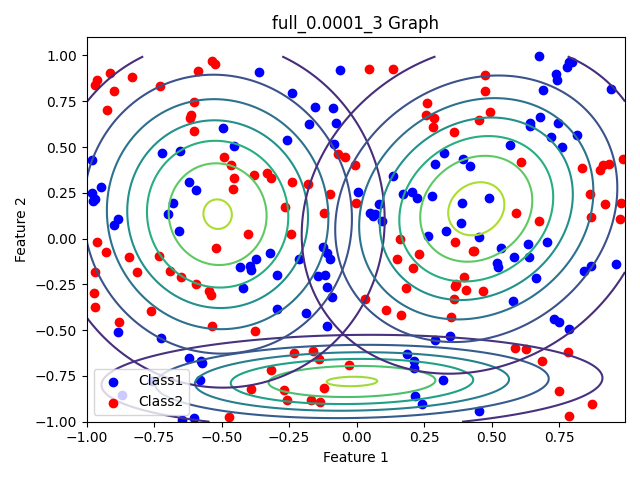 full_0.0001_3 Graph
1.00
0.75
0.50
0.25
0.00
−0.25
−0.50
−0.75
−1.00
Feature 2
Class1
Class2
−1.00 −0.75 −0.50 −0.25 0.00 0.25 0.50 0.75
Feature 1